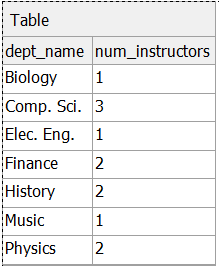 Table
dept_name num_instructors
Biology 1
Comp. Sci. 3
Elec. Eng. 1
Finance 2
History 2
Music 1
Physics 2